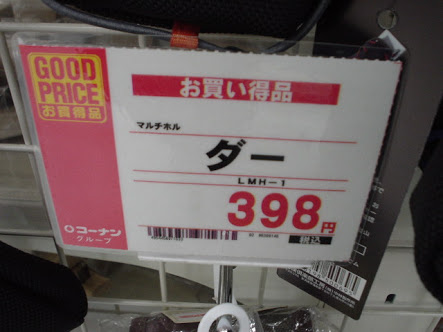 GOOD
PRICE
お買得品
お買い得品
マルチホル
ダー
LMH-1
398円
税込
コーナン
グループ